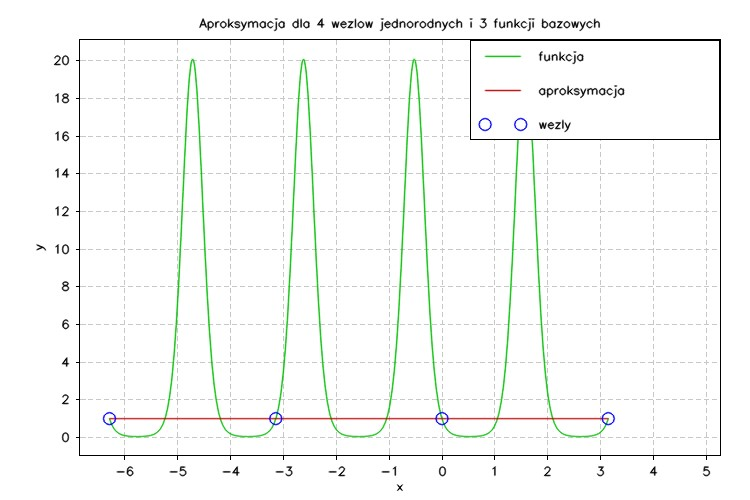 Aproksymacja dla 4 wezlow jednorodnych i 3 funkcji bazowych
funkcja
aproksymacja
wezly
20
18
16
14
12
10
8
6
4
2
0
y
-6 -5 -4 -3 -2 -1 0 1 2 3 4 5
x